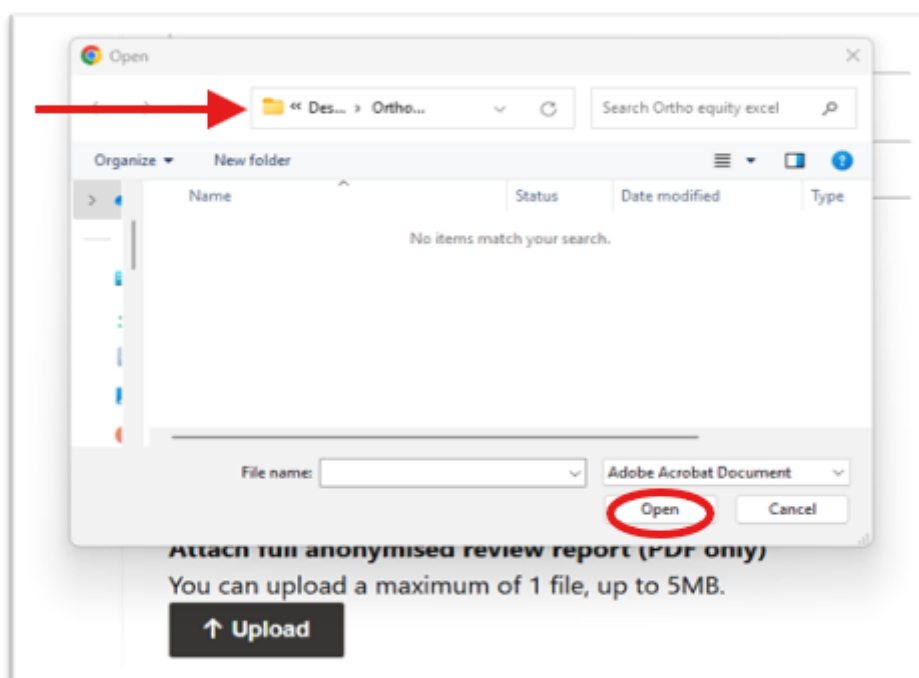 Open
« Des... › Ortho...
Search Ortho equity excel
Organize
New folder
Name
Status
Date modified
Type
No items match your search.
File name:
Adobe Acrobat Document
Open
Cancel
Attach full anonymised review report (PDF only)
You can upload a maximum of 1 file, up to 5MB.
↑ Upload